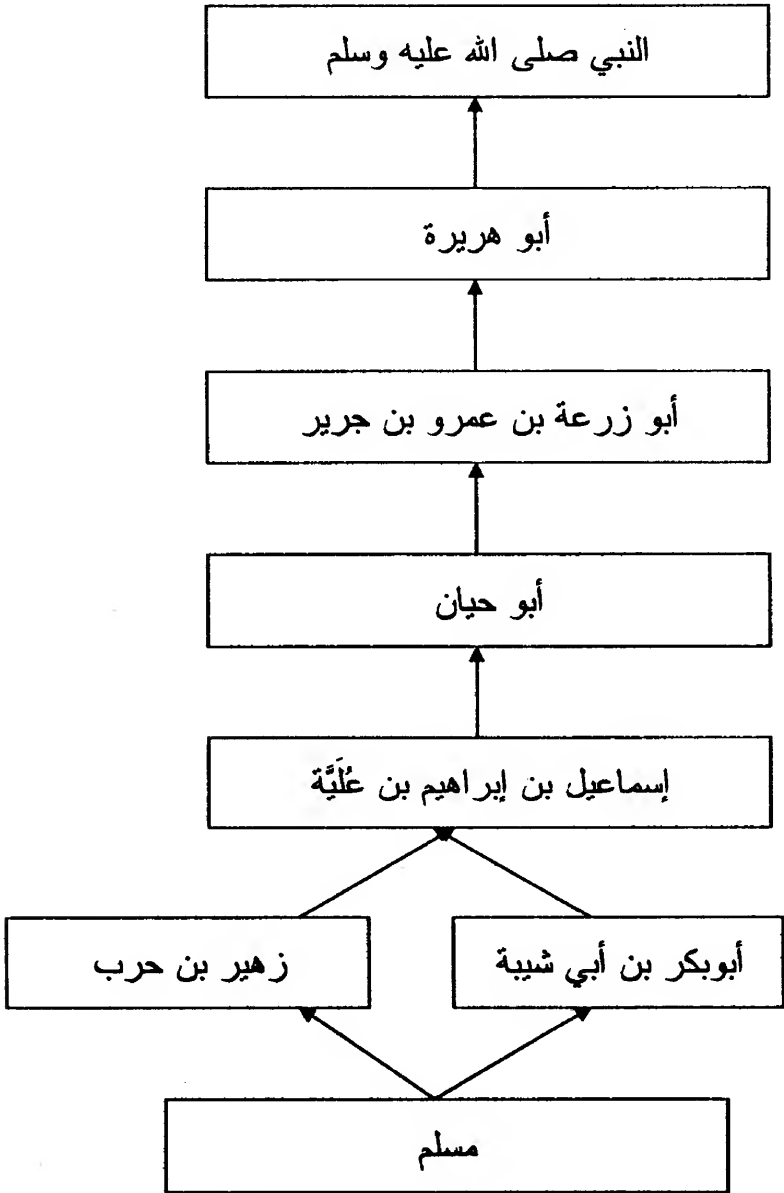 النبي صلى الله عليه وسلم
أبو هريرة
أبو زرعة بن عمرو بن جرير
أبو حيان
إسماعيل بن إبراهيم بن عُلَيَّة
أبوبكر بن أبي شيبة
زهير بن حرب
مسلم